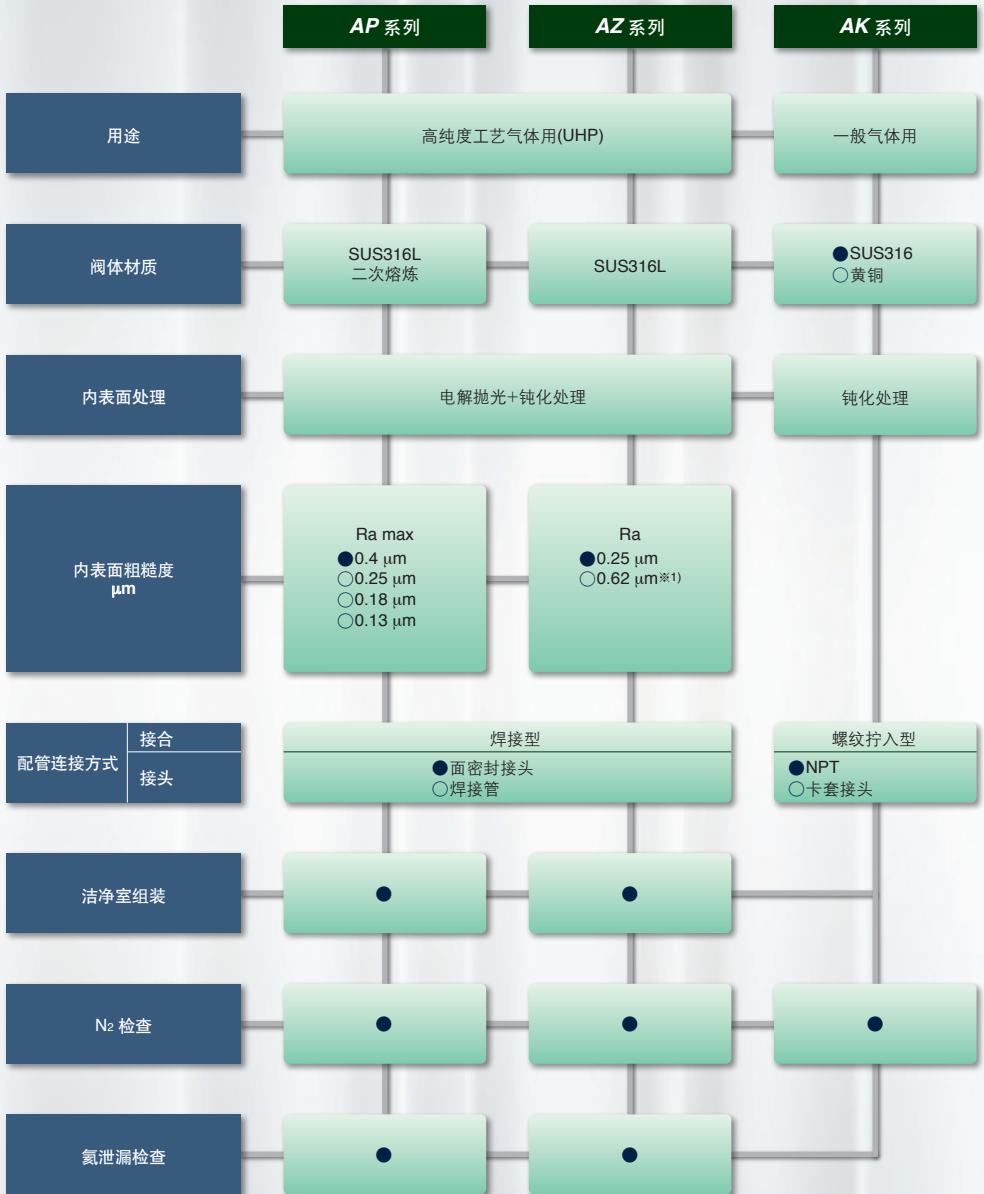 AP 系列
AZ 系列
AK 系列
用途
高纯度工艺气体用(UHP)
一般气体用
阀体材质
SUS316L
二次熔炼
SUS316L
●SUS316
○黄铜
内表面处理
电解抛光+钝化处理
钝化处理
内表面粗糙度
μm
Ra max
●0.4 μm
○0.25 μm
○0.18 μm
○0.13 μm
Ra
●0.25 μm
○0.62 μm※1)
配管连接方式
接合
焊接型
螺纹拧入型
接头
●面密封接头
○焊接管
●NPT
○卡套接头
洁净室组装
● ●
N2 检查
● ● ●
氦泄漏检查
● ●